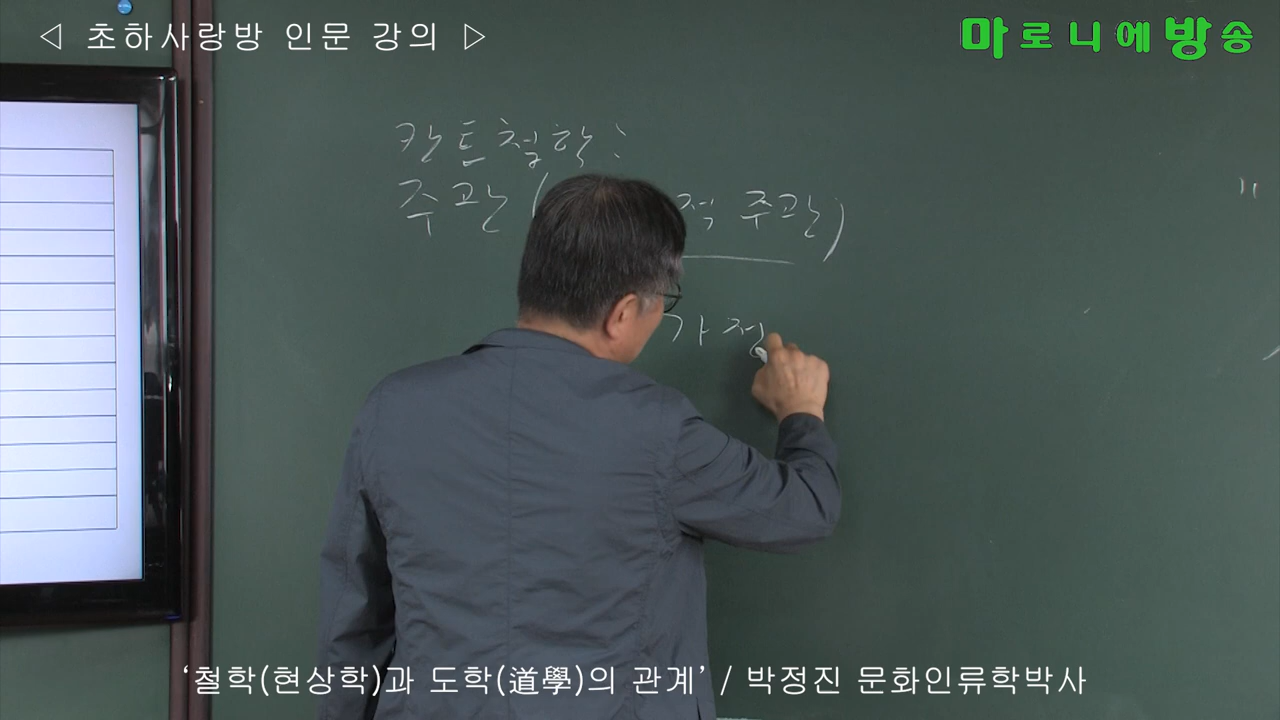 ◁ 초하사랑방 인문 강의 ▷
마로니에방송
칸트철학:
주관( 적 주관)
가정
‘철학(현상학)과 도학(道學)의 관계’ / 박정진 문화인류학박사